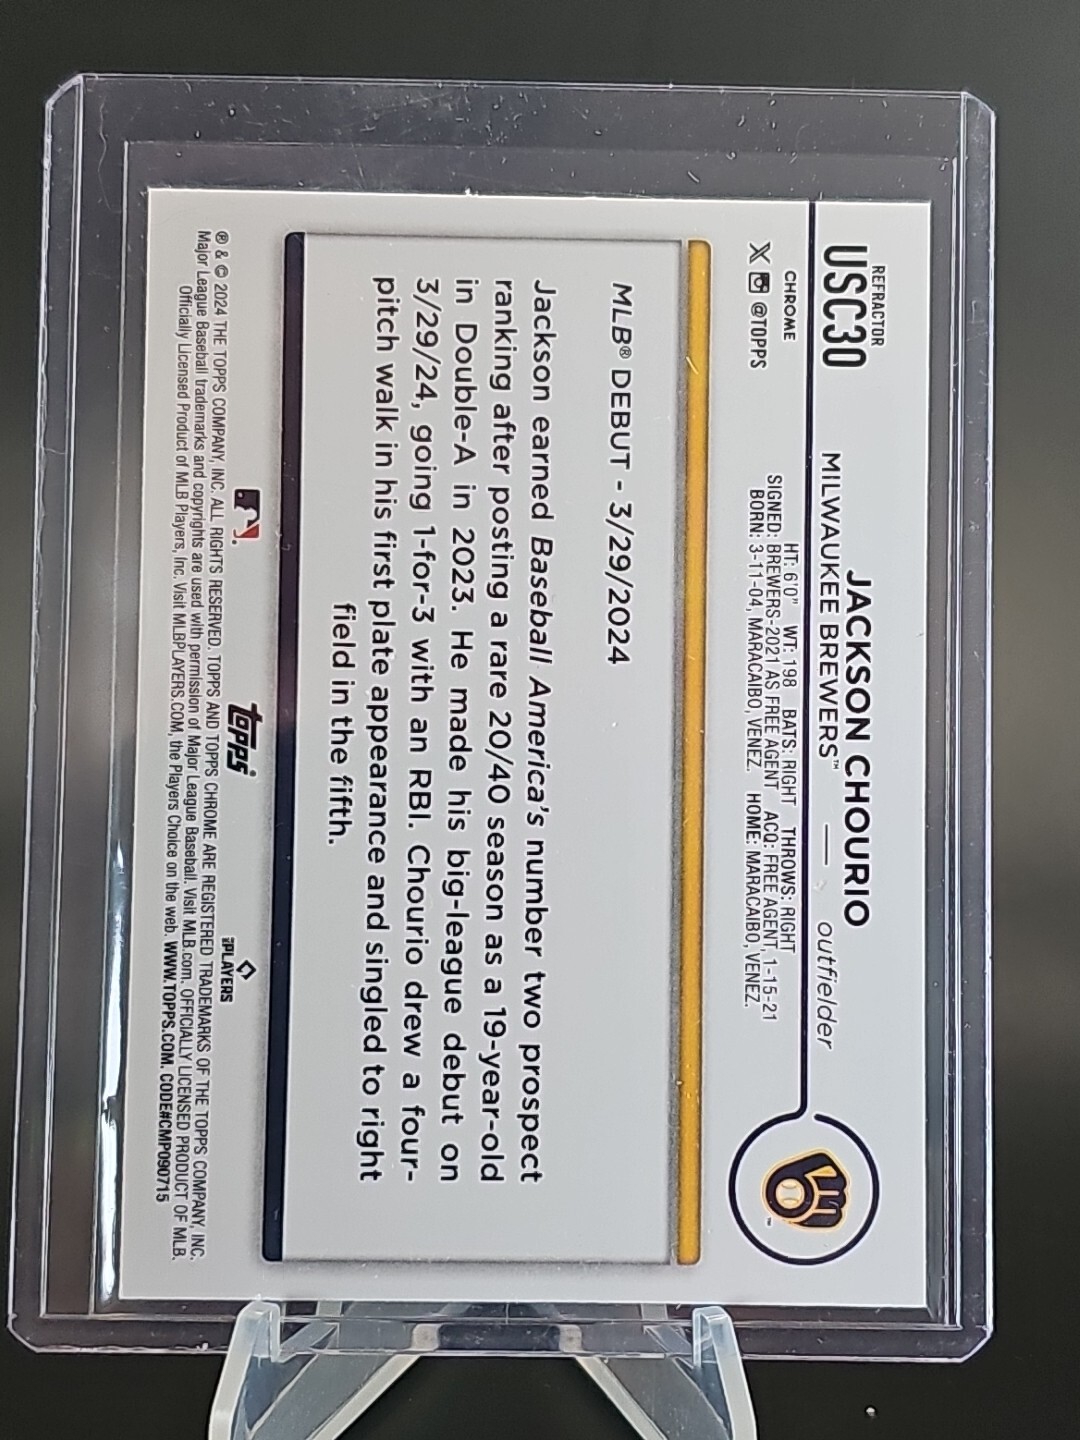 REFRACTOR
USC30
CHROME
X @TOPPS
JACKSON CHOURIO
MILWAUKEE BREWERS™ — outfielder
HT: 6'0" WT: 198 BATS: RIGHT THROWS: RIGHT
SIGNED: BREWERS-2021 AS FREE AGENT ACQ: FREE AGENT, 1-15-21
BORN: 3-11-04, MARACAIBO, VENEZ. HOME: MARACAIBO, VENEZ.
MLB® DEBUT - 3/29/2024
Jackson earned Baseball America's number two prospect
ranking after posting a rare 20/40 season as a 19-year-old
in Double-A in 2023. He made his big-league debut on
3/29/24, going 1-for-3 with an RBI. Chourio drew a four-
pitch walk in his first plate appearance and singled to right
field in the fifth.
topps
PLAYERS
® & © 2024 THE TOPPS COMPANY, INC. ALL RIGHTS RESERVED. TOPPS AND TOPPS CHROME ARE REGISTERED TRADEMARKS OF THE TOPPS COMPANY, INC.
Major League Baseball trademarks and copyrights are used with permission of Major League Baseball. Visit MLB.com. OFFICIALLY LICENSED PRODUCT OF MLB
Officially Licensed Product of MLB Players, Inc. Visit MLBPLAYERS.COM, the Players Choice on the web. WWW.TOPPS.COM. CODE#CMP090715